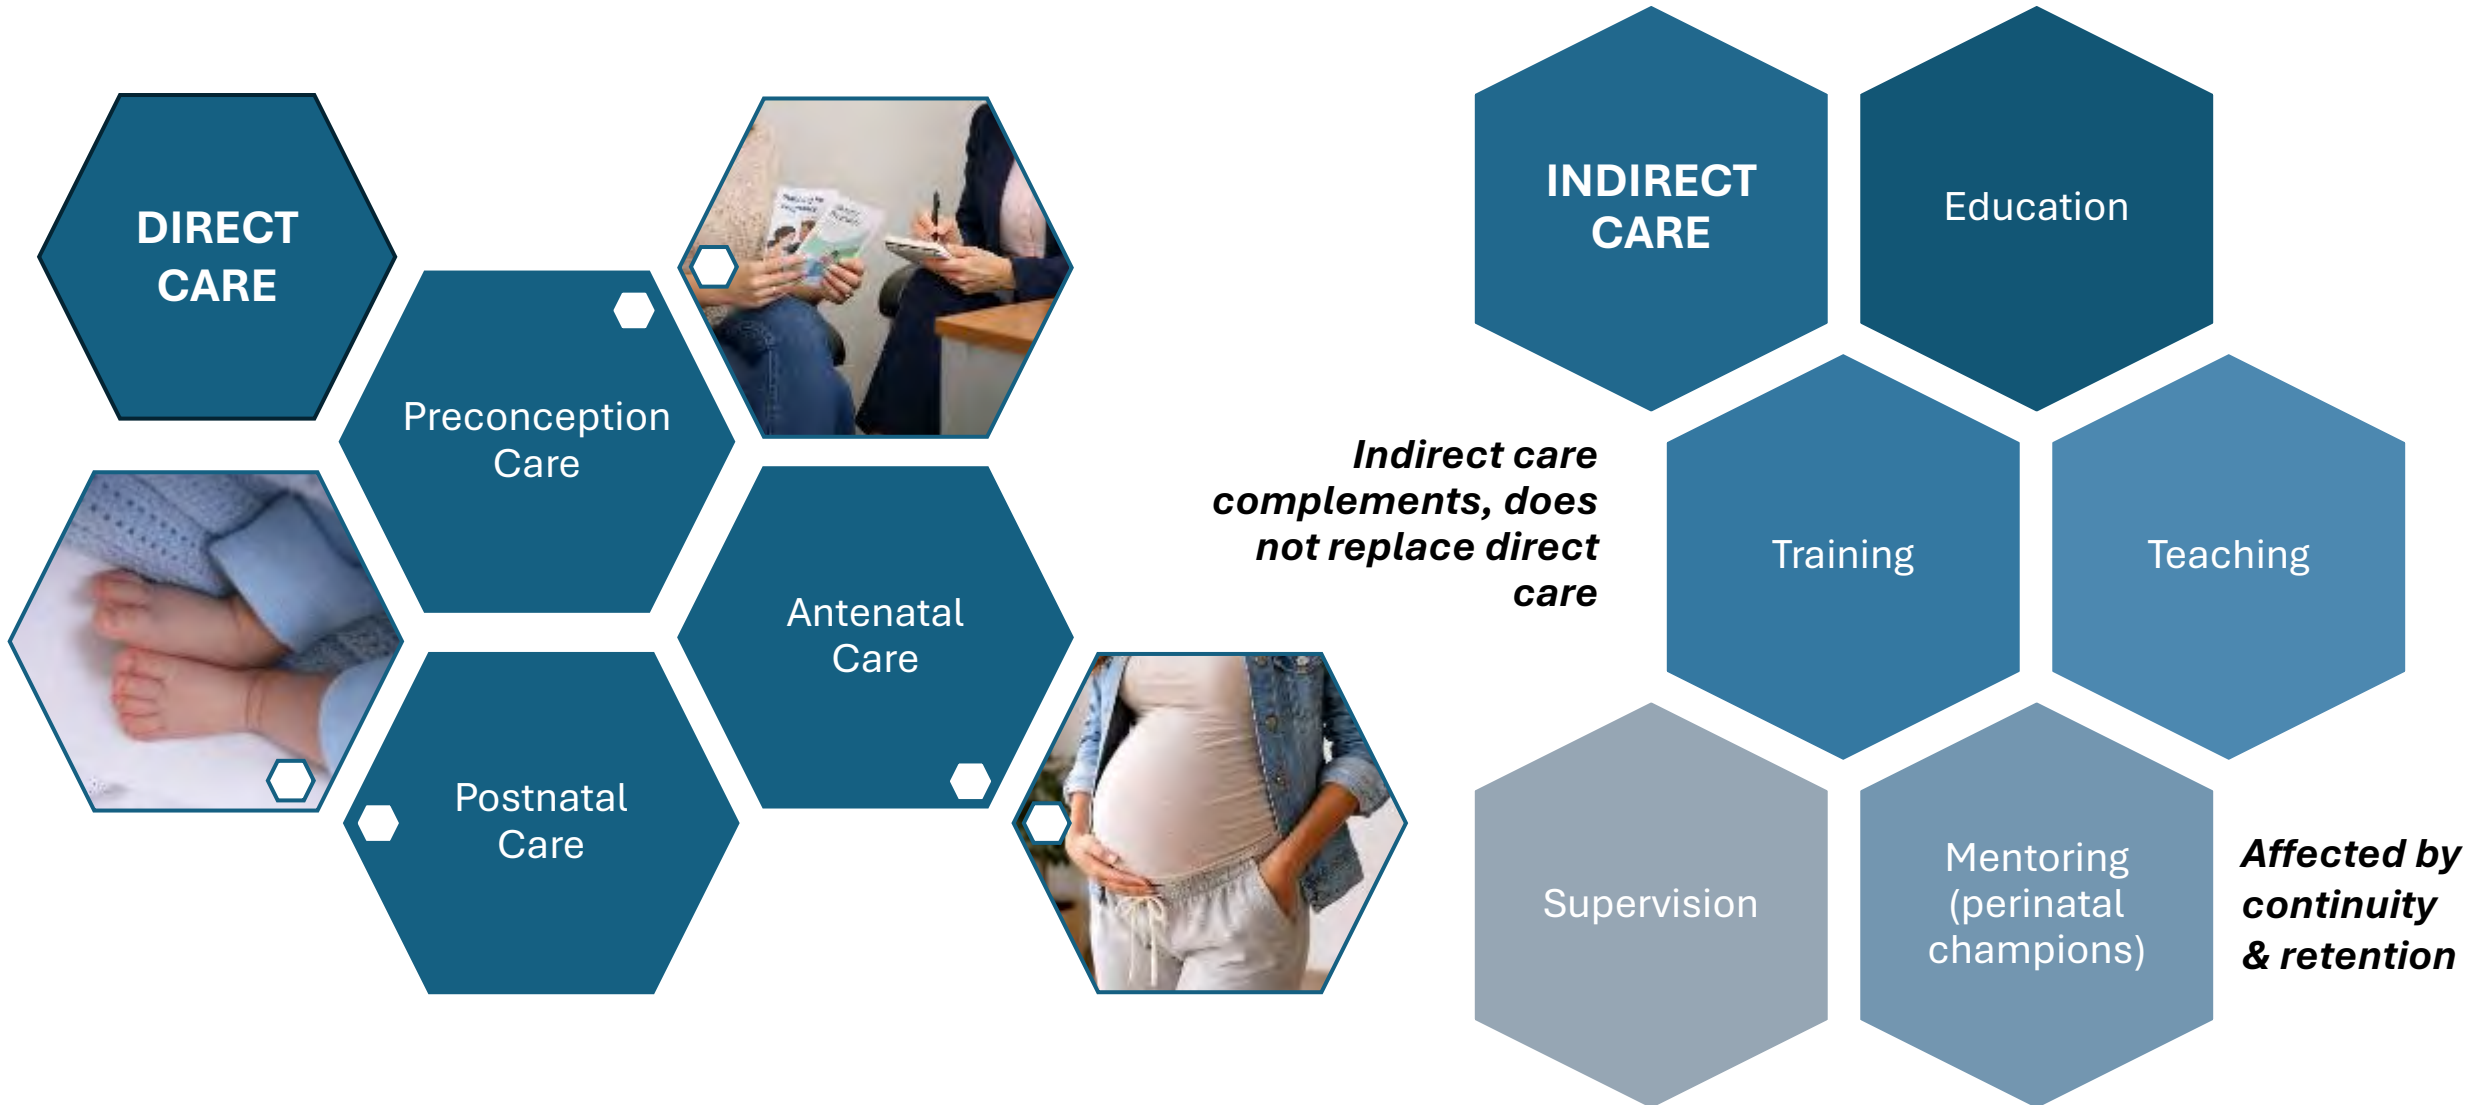 DIRECT
CARE
Preconception
Care
Antenatal
Care
Postnatal
Care
INDIRECT
CARE
Education
Indirect care
complements, does
not replace direct
care
Training
Teaching
Supervision
Mentoring
(perinatal
champions)
Affected by
continuity
& retention